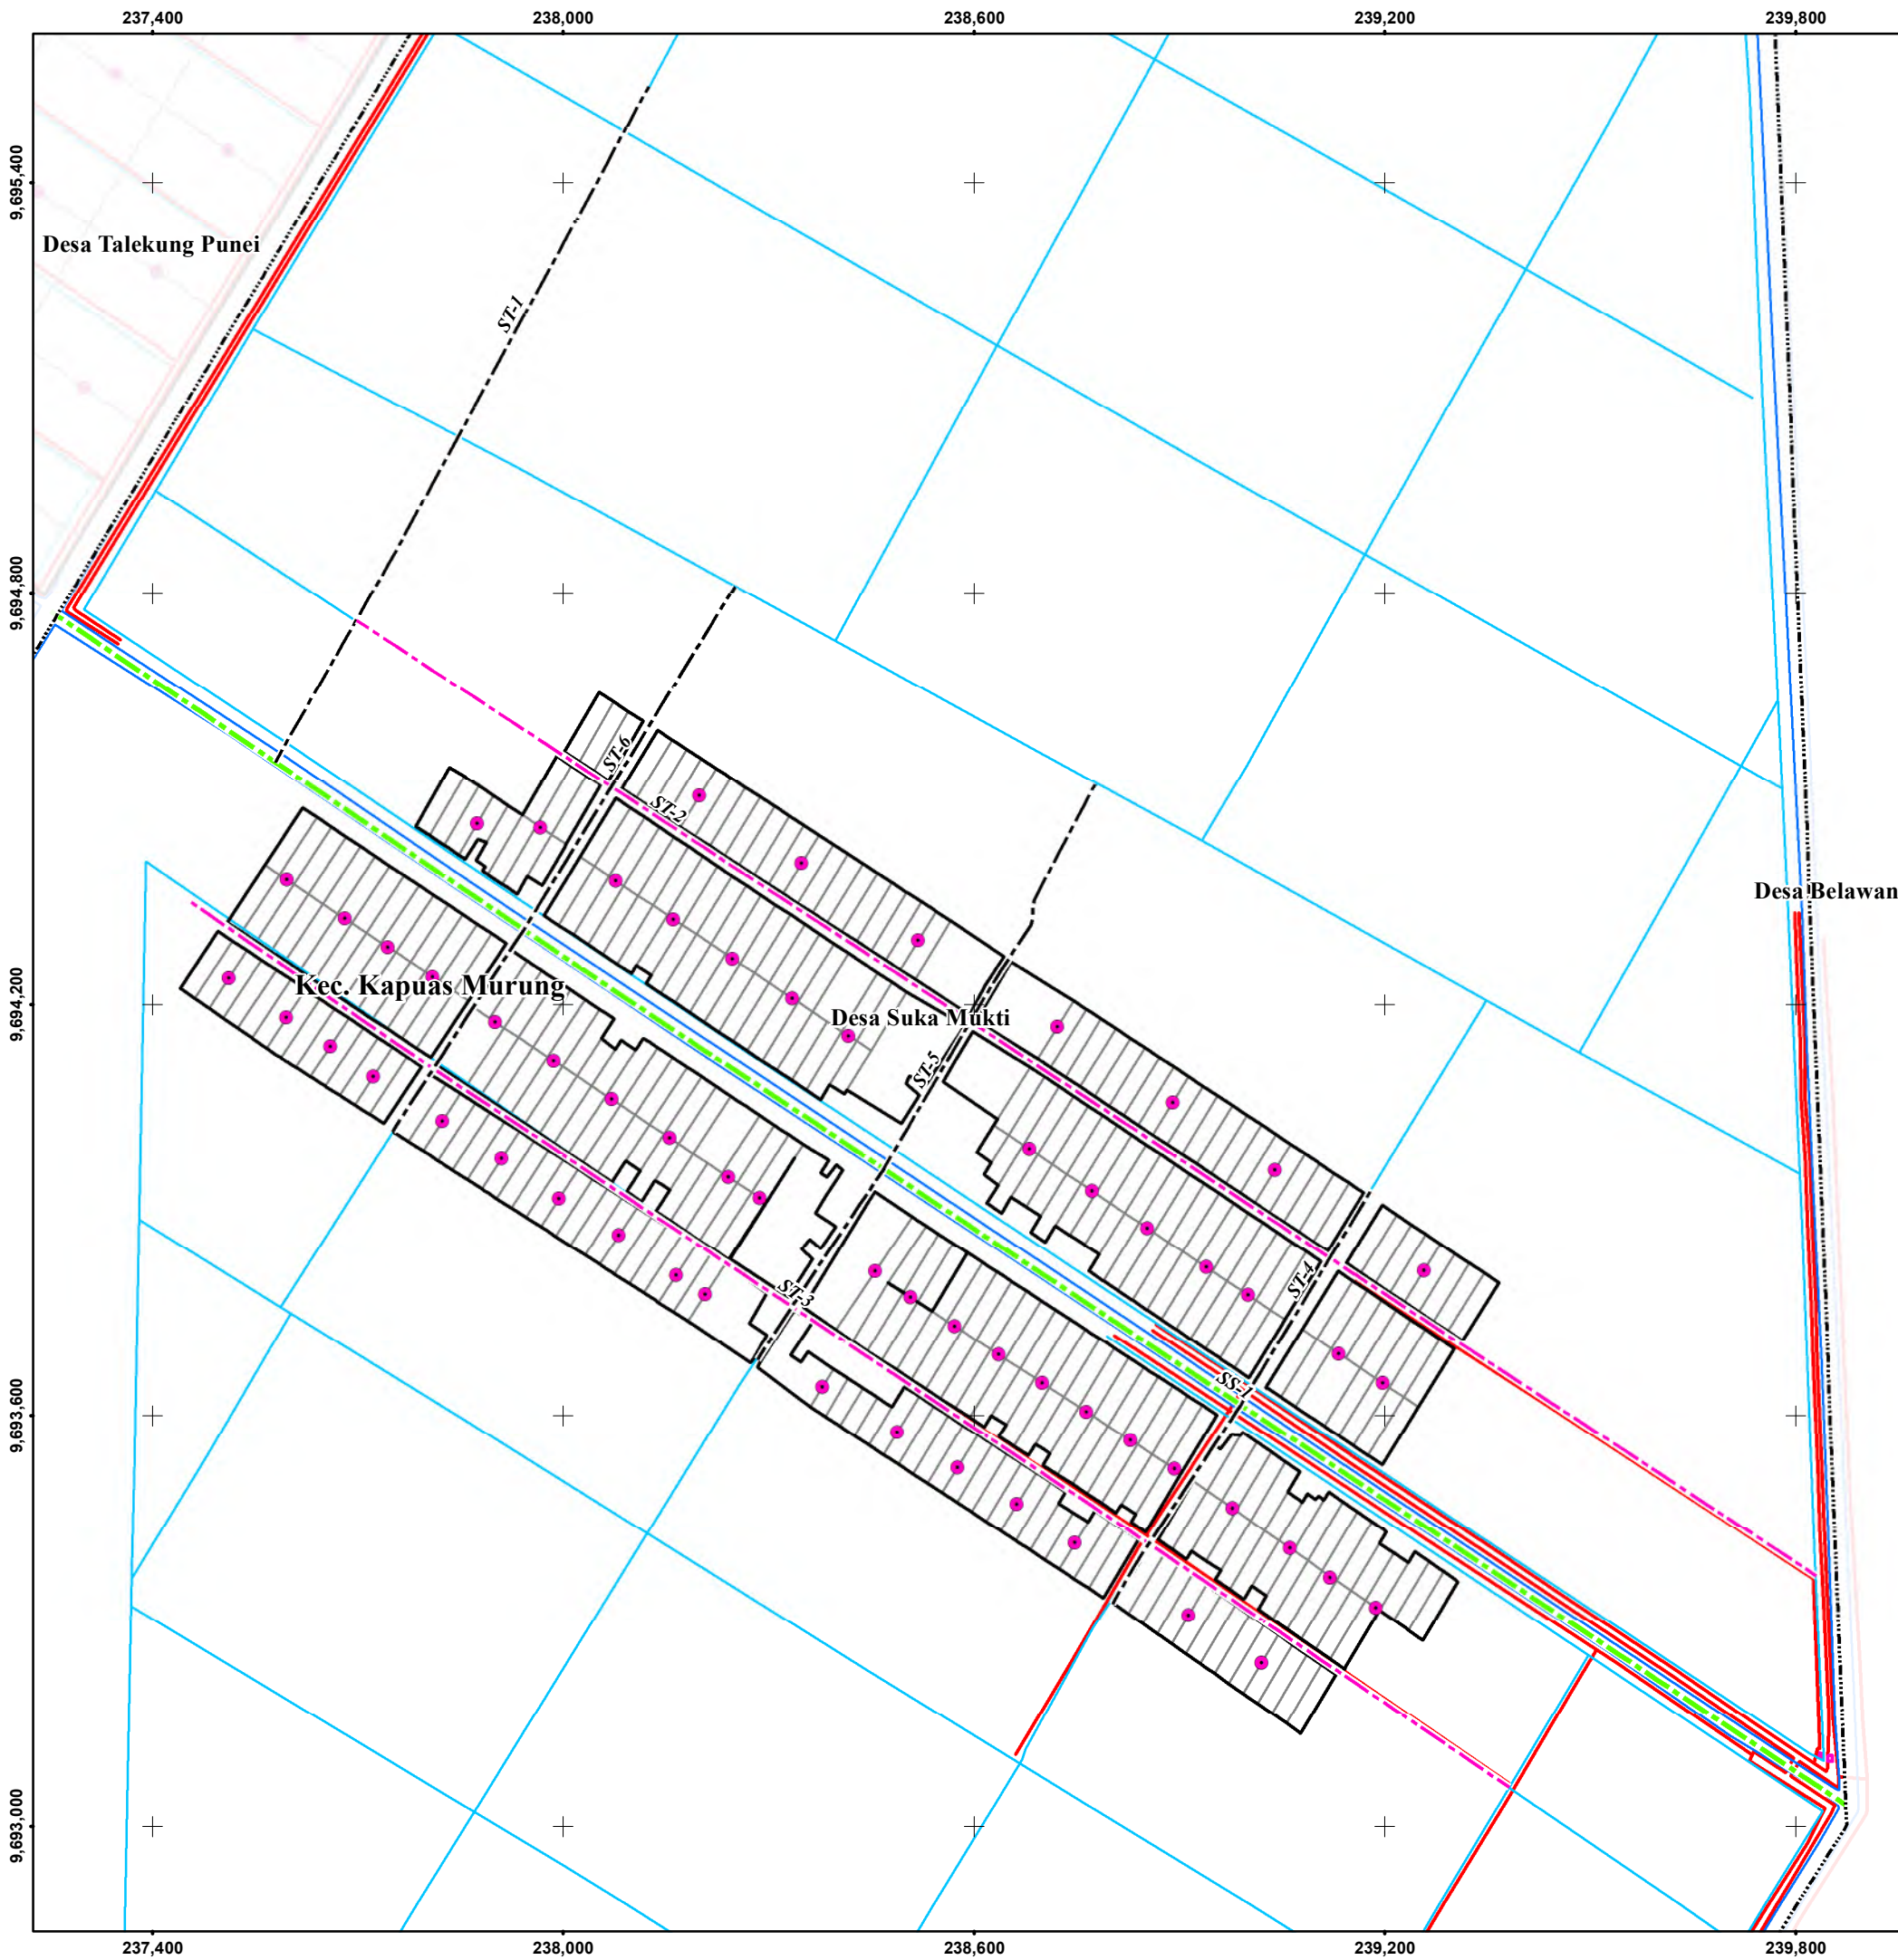 237,400 238,000 238,600 239,200 239,800
9,695,400
Desa Talekung Punei
ST-1
9,694,800
ST-6
ST-2
Desa Belawan
9,694,200
Kec. Kapuas Murung
Desa Suka Mukti
ST-5
ST-4
ST-3
SS-1
9,693,600
9,693,000
237,400 238,000 238,600 239,200 239,800